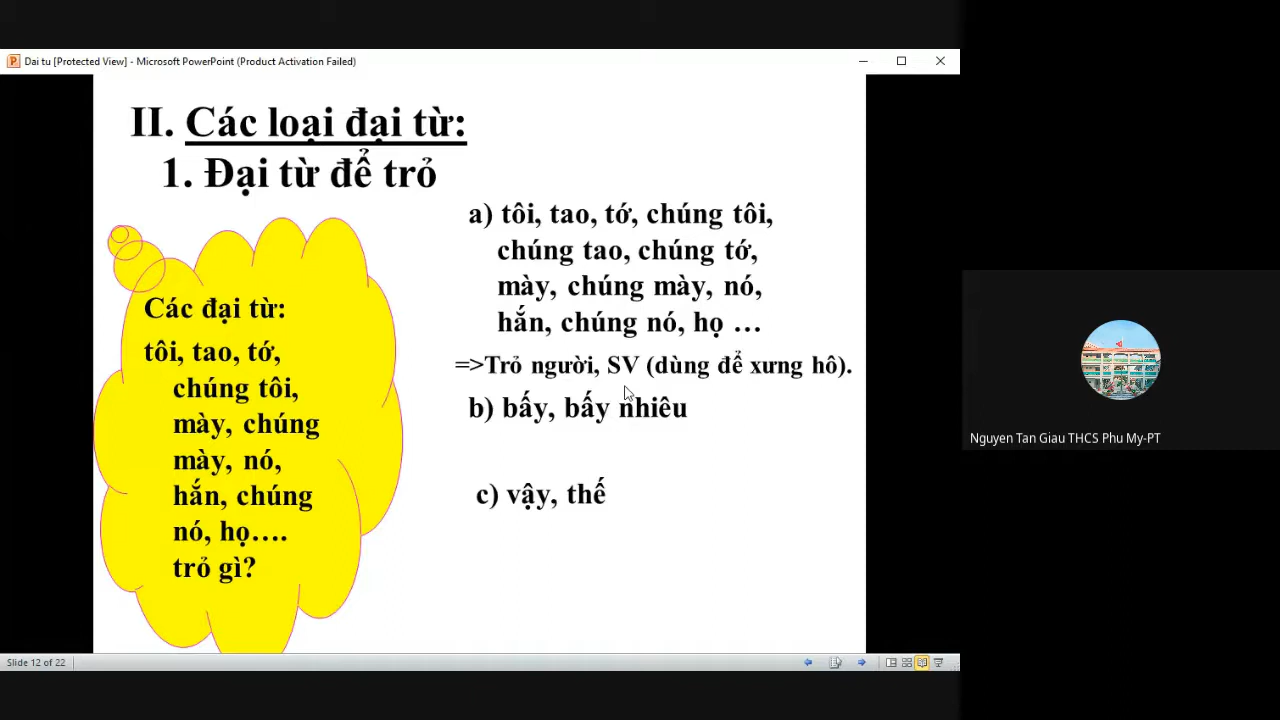 Dai tu [Protected View] - Microsoft PowerPoint (Product Activation Failed)
II. Các loại đại từ:
1. Đại từ để trỏ
Các đại từ:
tôi, tao, tớ,
chúng tôi,
mày, chúng
mày, nó,
hắn, chúng
nó, họ….
trỏ gì?
a) tôi, tao, tớ, chúng tôi,
chúng tao, chúng tớ,
mày, chúng mày, nó,
hắn, chúng nó, họ …
=>Trỏ người, SV (dùng để xưng hô).
b) bấy, bấy nhiêu
c) vậy, thế
Nguyen Tan Giau THCS Phu My-PT
Slide 12 of 22